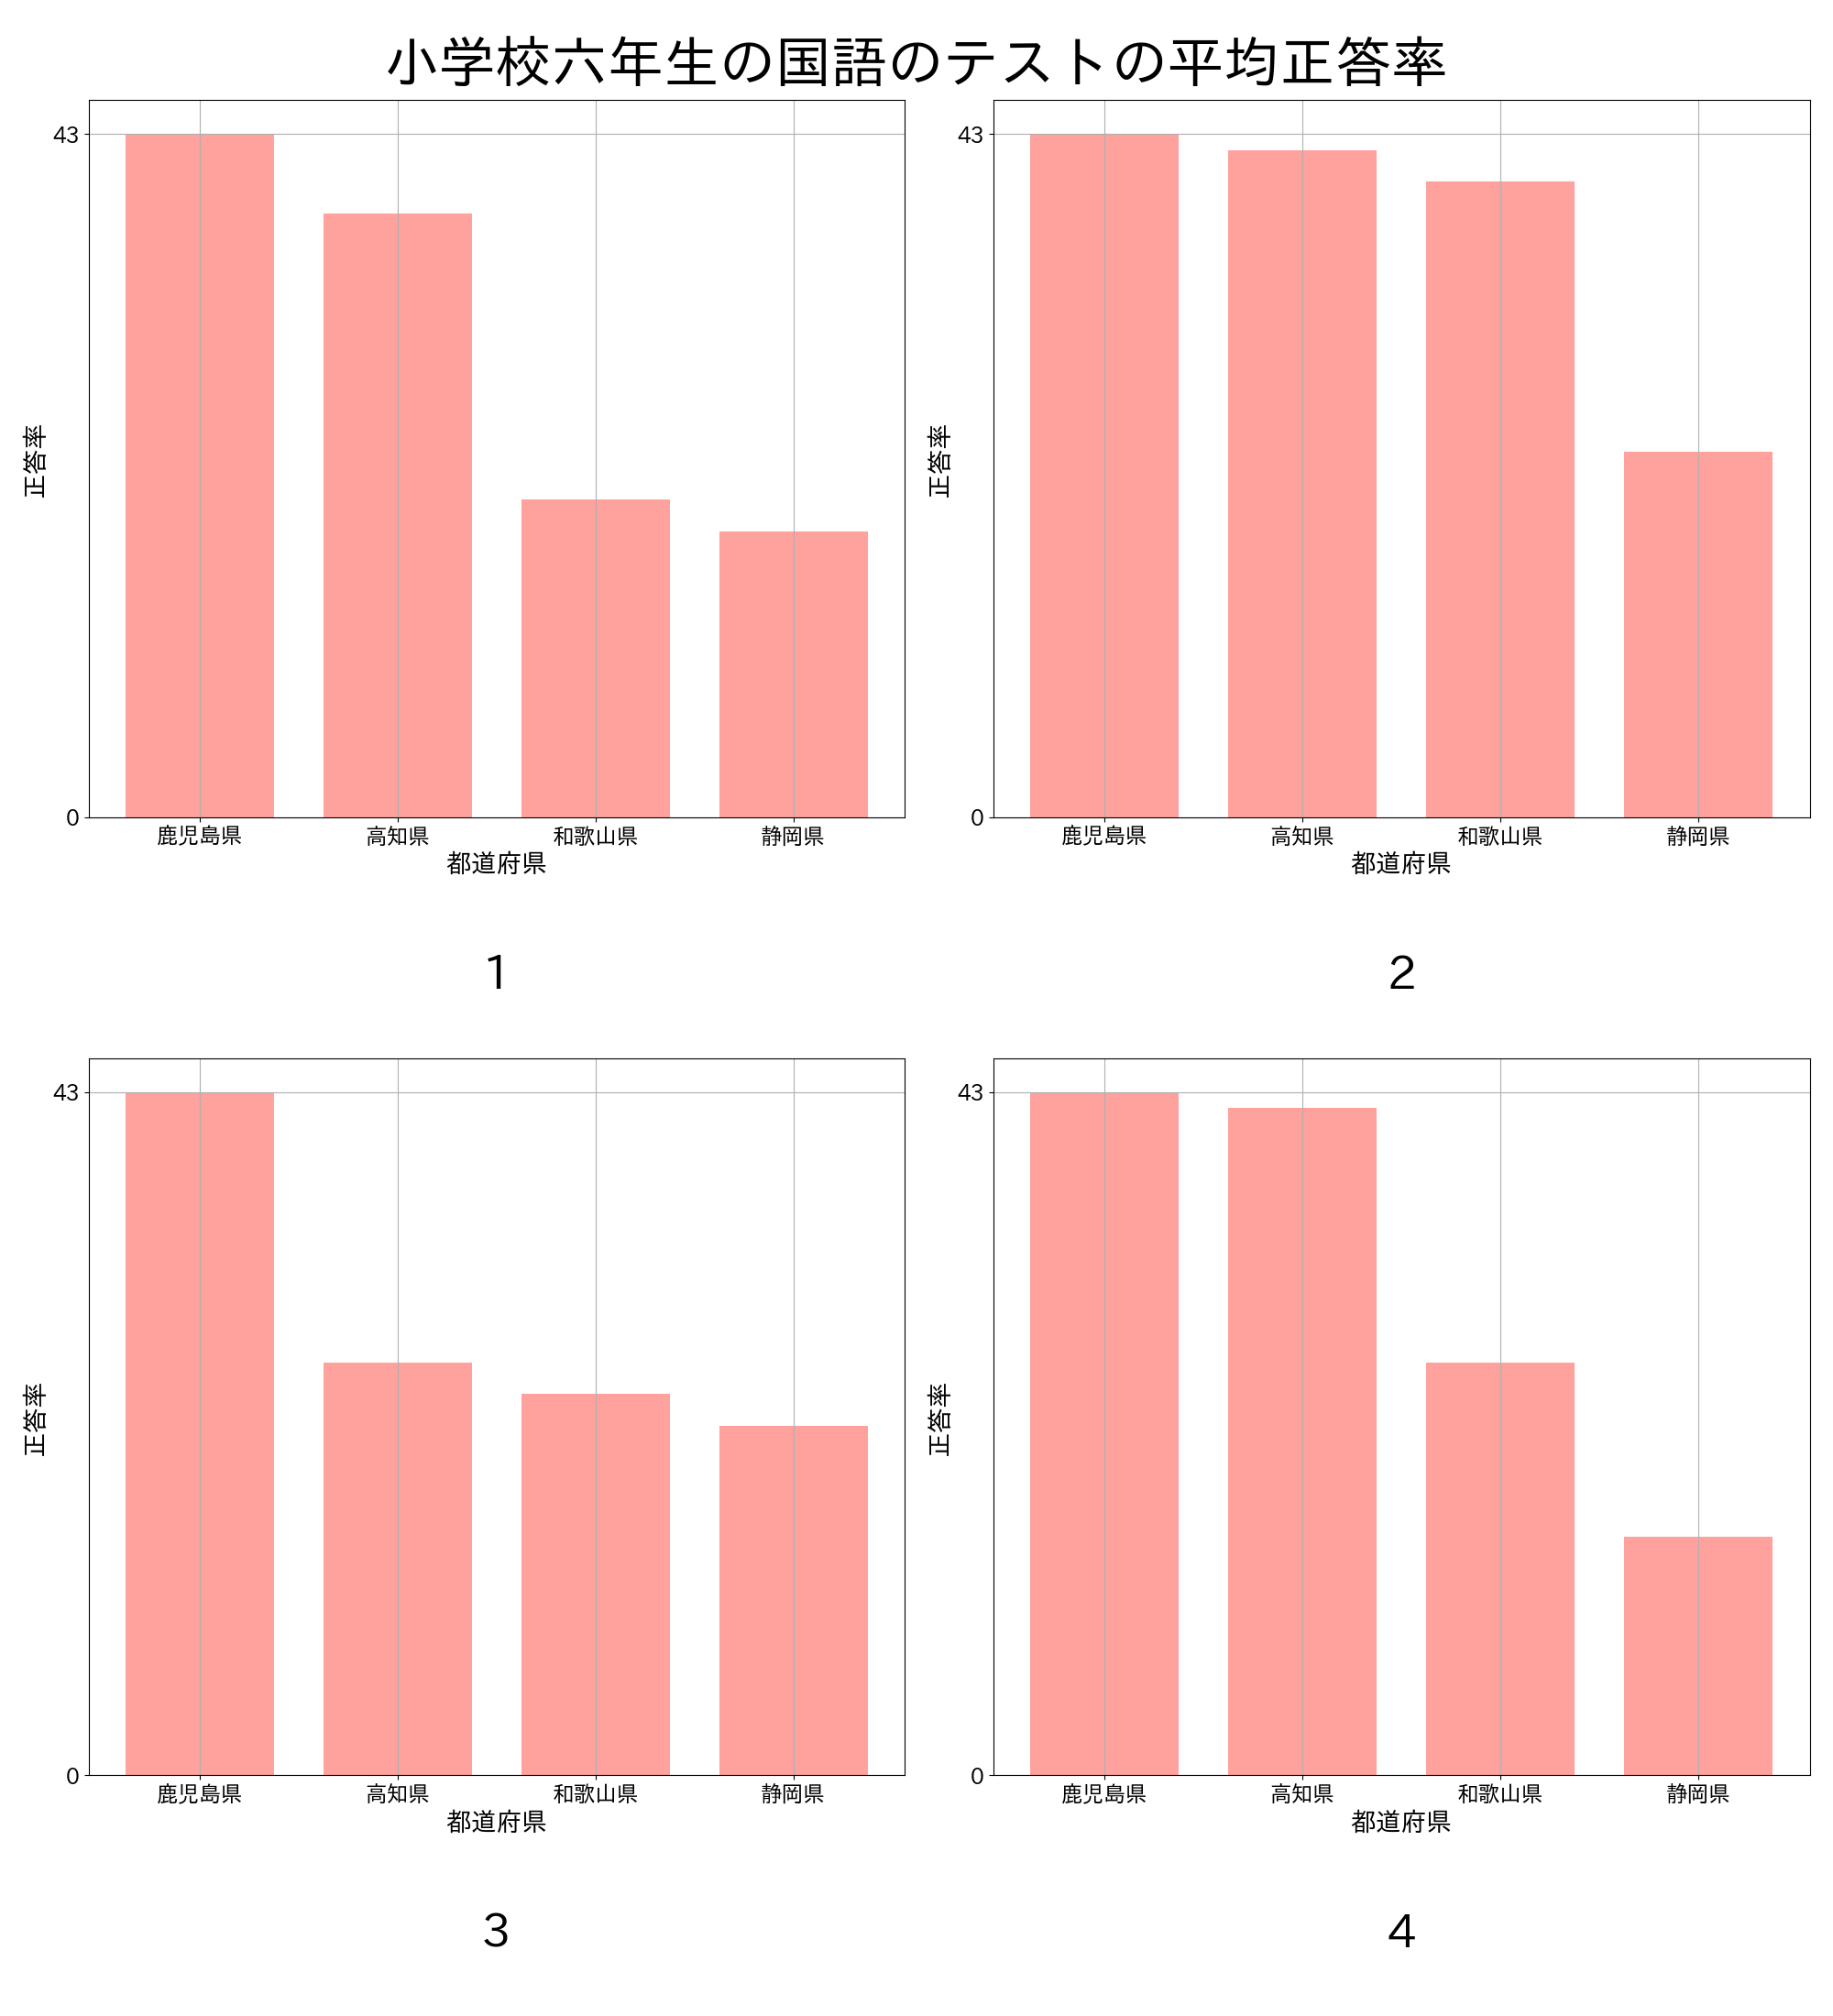 小学校六年生の国語のテストの平均正答率
43
正答率
0
鹿児島県 高知県 和歌山県 静岡県
都道府県
1
43
正答率
0
鹿児島県 高知県 和歌山県 静岡県
都道府県
2
43
正答率
0
鹿児島県 高知県 和歌山県 静岡県
都道府県
3
43
正答率
0
鹿児島県 高知県 和歌山県 静岡県
都道府県
4